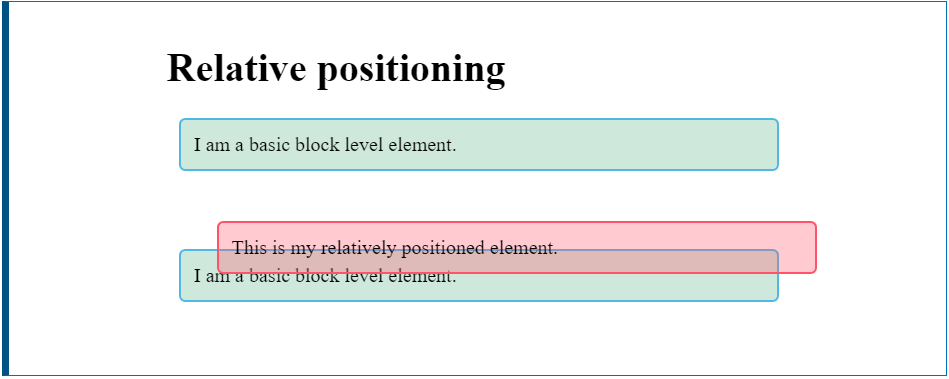 Relative positioning
I am a basic block level element.
This is my relatively positioned element.
I am a basic block level element.